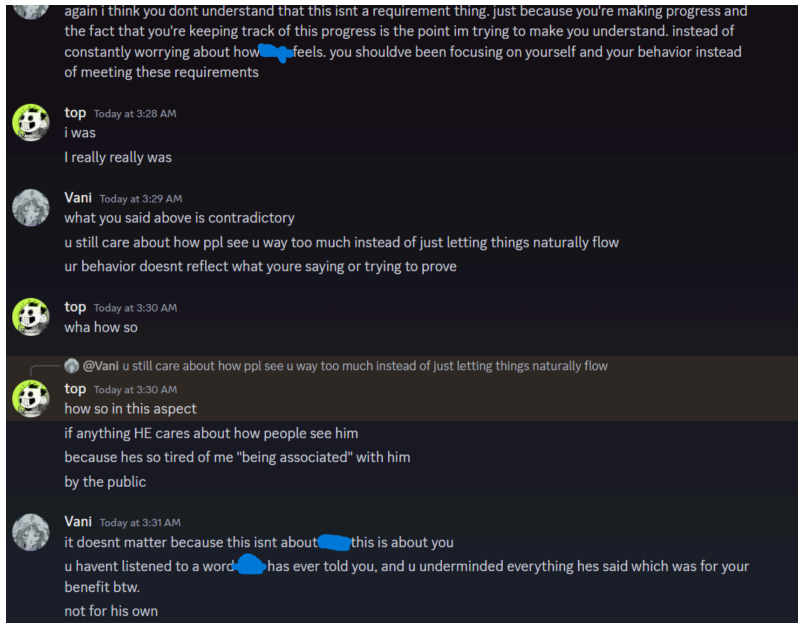 again i think you dont understand that this isnt a requirement thing. just because you're making progress and
the fact that you're keeping track of this progress is the point im trying to make you understand. instead of
constantly worrying about how feels. you shouldve been focusing on yourself and your behavior instead
of meeting these requirements
top Today at 3:28 AM
i was
I really really was
Vani Today at 3:29 AM
what you said above is contradictory
u still care about how ppl see u way too much instead of just letting things naturally flow
ur behavior doesnt reflect what youre saying or trying to prove
top Today at 3:30 AM
wha how so
@Vani u still care about how ppl see u way too much instead of just letting things naturally flow
top Today at 3:30 AM
how so in this aspect
if anything HE cares about how people see him
because hes so tired of me "being associated" with him
by the public
Vani Today at 3:31 AM
it doesnt matter because this isnt about this is about you
u havent listened to a word has ever told you, and u underminded everything hes said which was for your
benefit btw.
not for his own